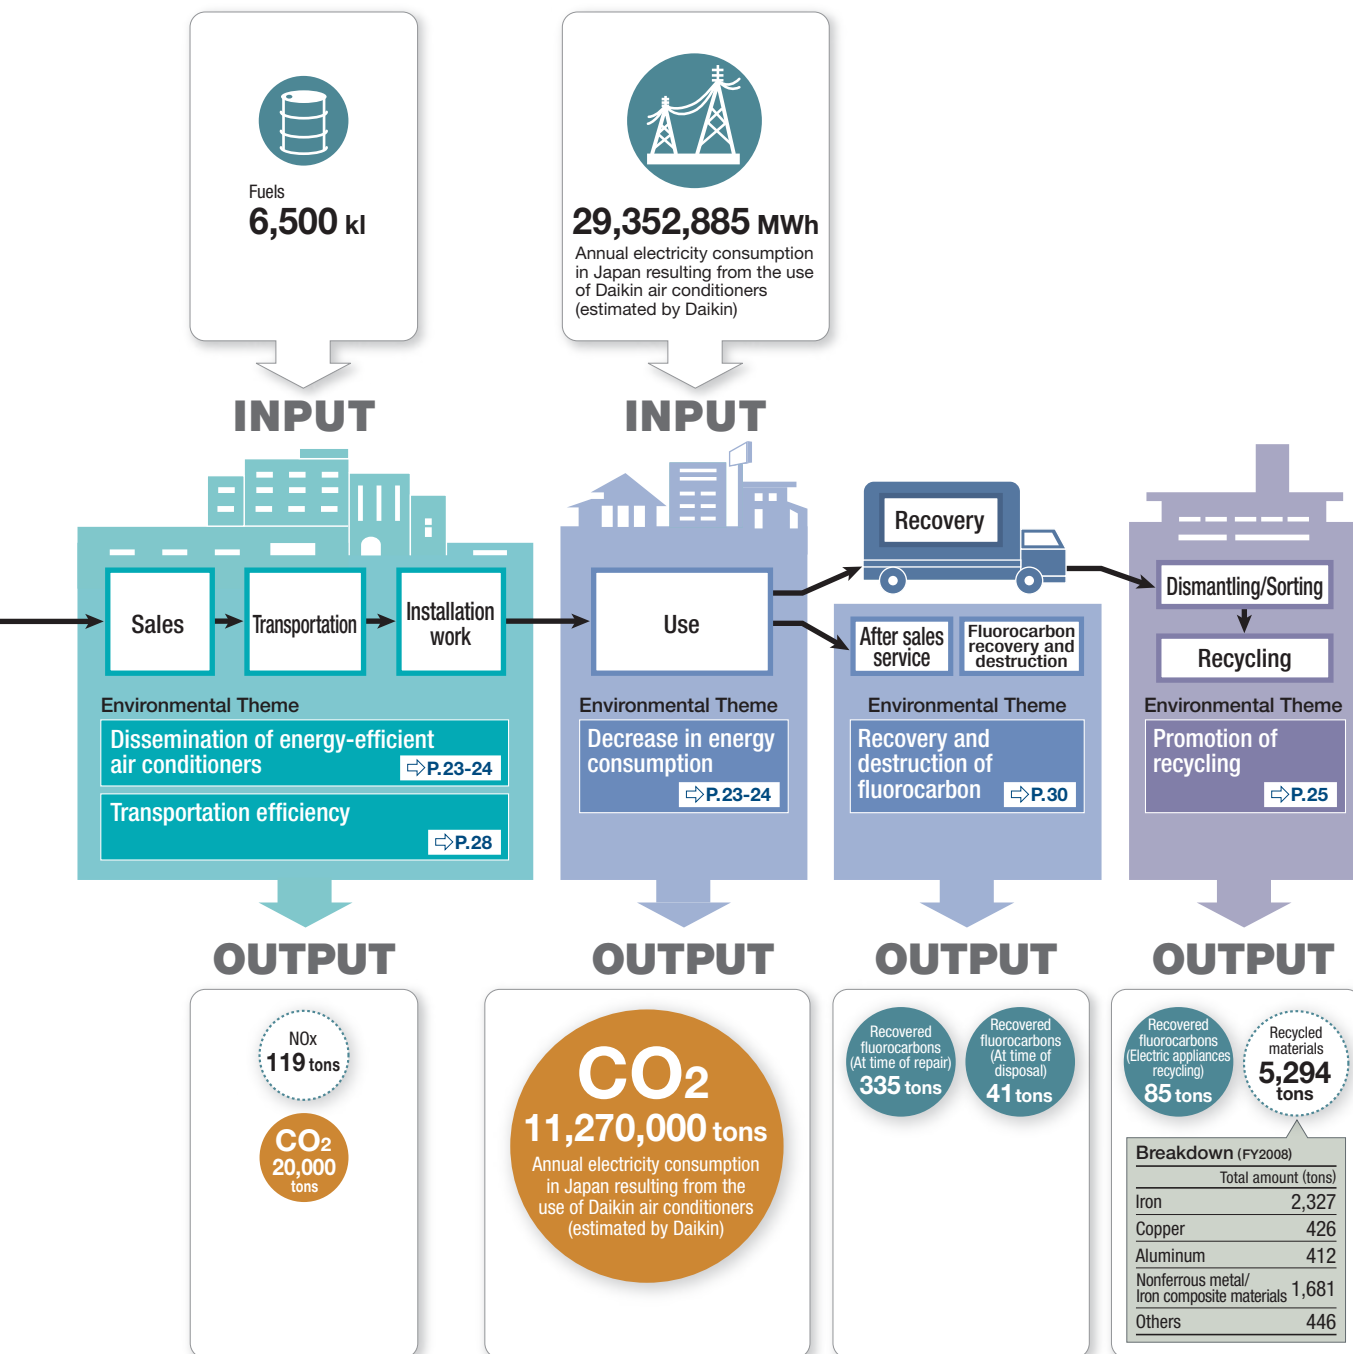 Fuels
6,500 kl
29,352,885 MWh
Annual electricity consumption
in Japan resulting from the use
of Daikin air conditioners
(estimated by Daikin)
INPUT
INPUT
Sales
Transportation
Installation
work
Use
Recovery
After sales
service
Fluorocarbon
recovery and
destruction
Dismantling/Sorting
Recycling
Environmental Theme
Dissemination of energy-efficient
air conditioners
⇨P.23-24
Transportation efficiency
⇨P.28
Environmental Theme
Decrease in energy
consumption
⇨P.23-24
Environmental Theme
Recovery and
destruction of
fluorocarbon ⇨P.30
Environmental Theme
Promotion of
recycling
⇨P.25
OUTPUT
OUTPUT
OUTPUT
OUTPUT
NOx
119 tons
CO2
20,000
tons
CO2
11,270,000 tons
Annual electricity consumption
in Japan resulting from the
use of Daikin air conditioners
(estimated by Daikin)
Recovered
fluorocarbons
(At time of repair)
335 tons
Recovered
fluorocarbons
(At time of
disposal)
41 tons
Recovered
fluorocarbons
(Electric appliances
recycling)
85 tons
Recycled
materials
5,294
tons
Breakdown (FY2008)
Total amount (tons)
Iron 2,327
Copper 426
Aluminum 412
Nonferrous metal/
Iron composite materials 1,681
Others 446